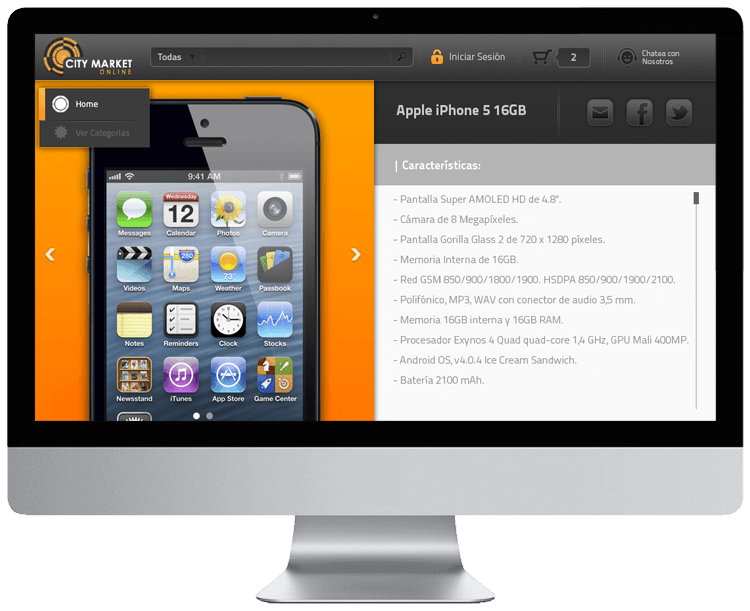 CITY MARKET
ONLINE
Todas
Iniciar Sesión
2
Chatea con
Nosotros
Home
Ver Categorías
Apple iPhone 5 16GB
| Características:
- Pantalla Super AMOLED HD de 4.8".
- Cámara de 8 Megapíxeles.
- Pantalla Gorilla Glass 2 de 720 x 1280 píxeles.
- Memoria Interna de 16GB.
- Red GSM 850/900/1800/1900. HSDPA 850/900/1900/2100.
- Polifónico, MP3, WAV con conector de audio 3,5 mm.
- Memoria 16GB interna y 16GB RAM.
- Procesador Exynos 4 Quad quad-core 1,4 GHz, GPU Mali 400MP.
- Android OS, v4.0.4 Ice Cream Sandwich.
- Batería 2100 mAh.
9:41 AM
Wednesday
12
280
73°
Messages Calendar Photos Camera
Videos Maps Weather Passbook
Notes Reminders Clock Stocks
Newsstand iTunes App Store Game Center